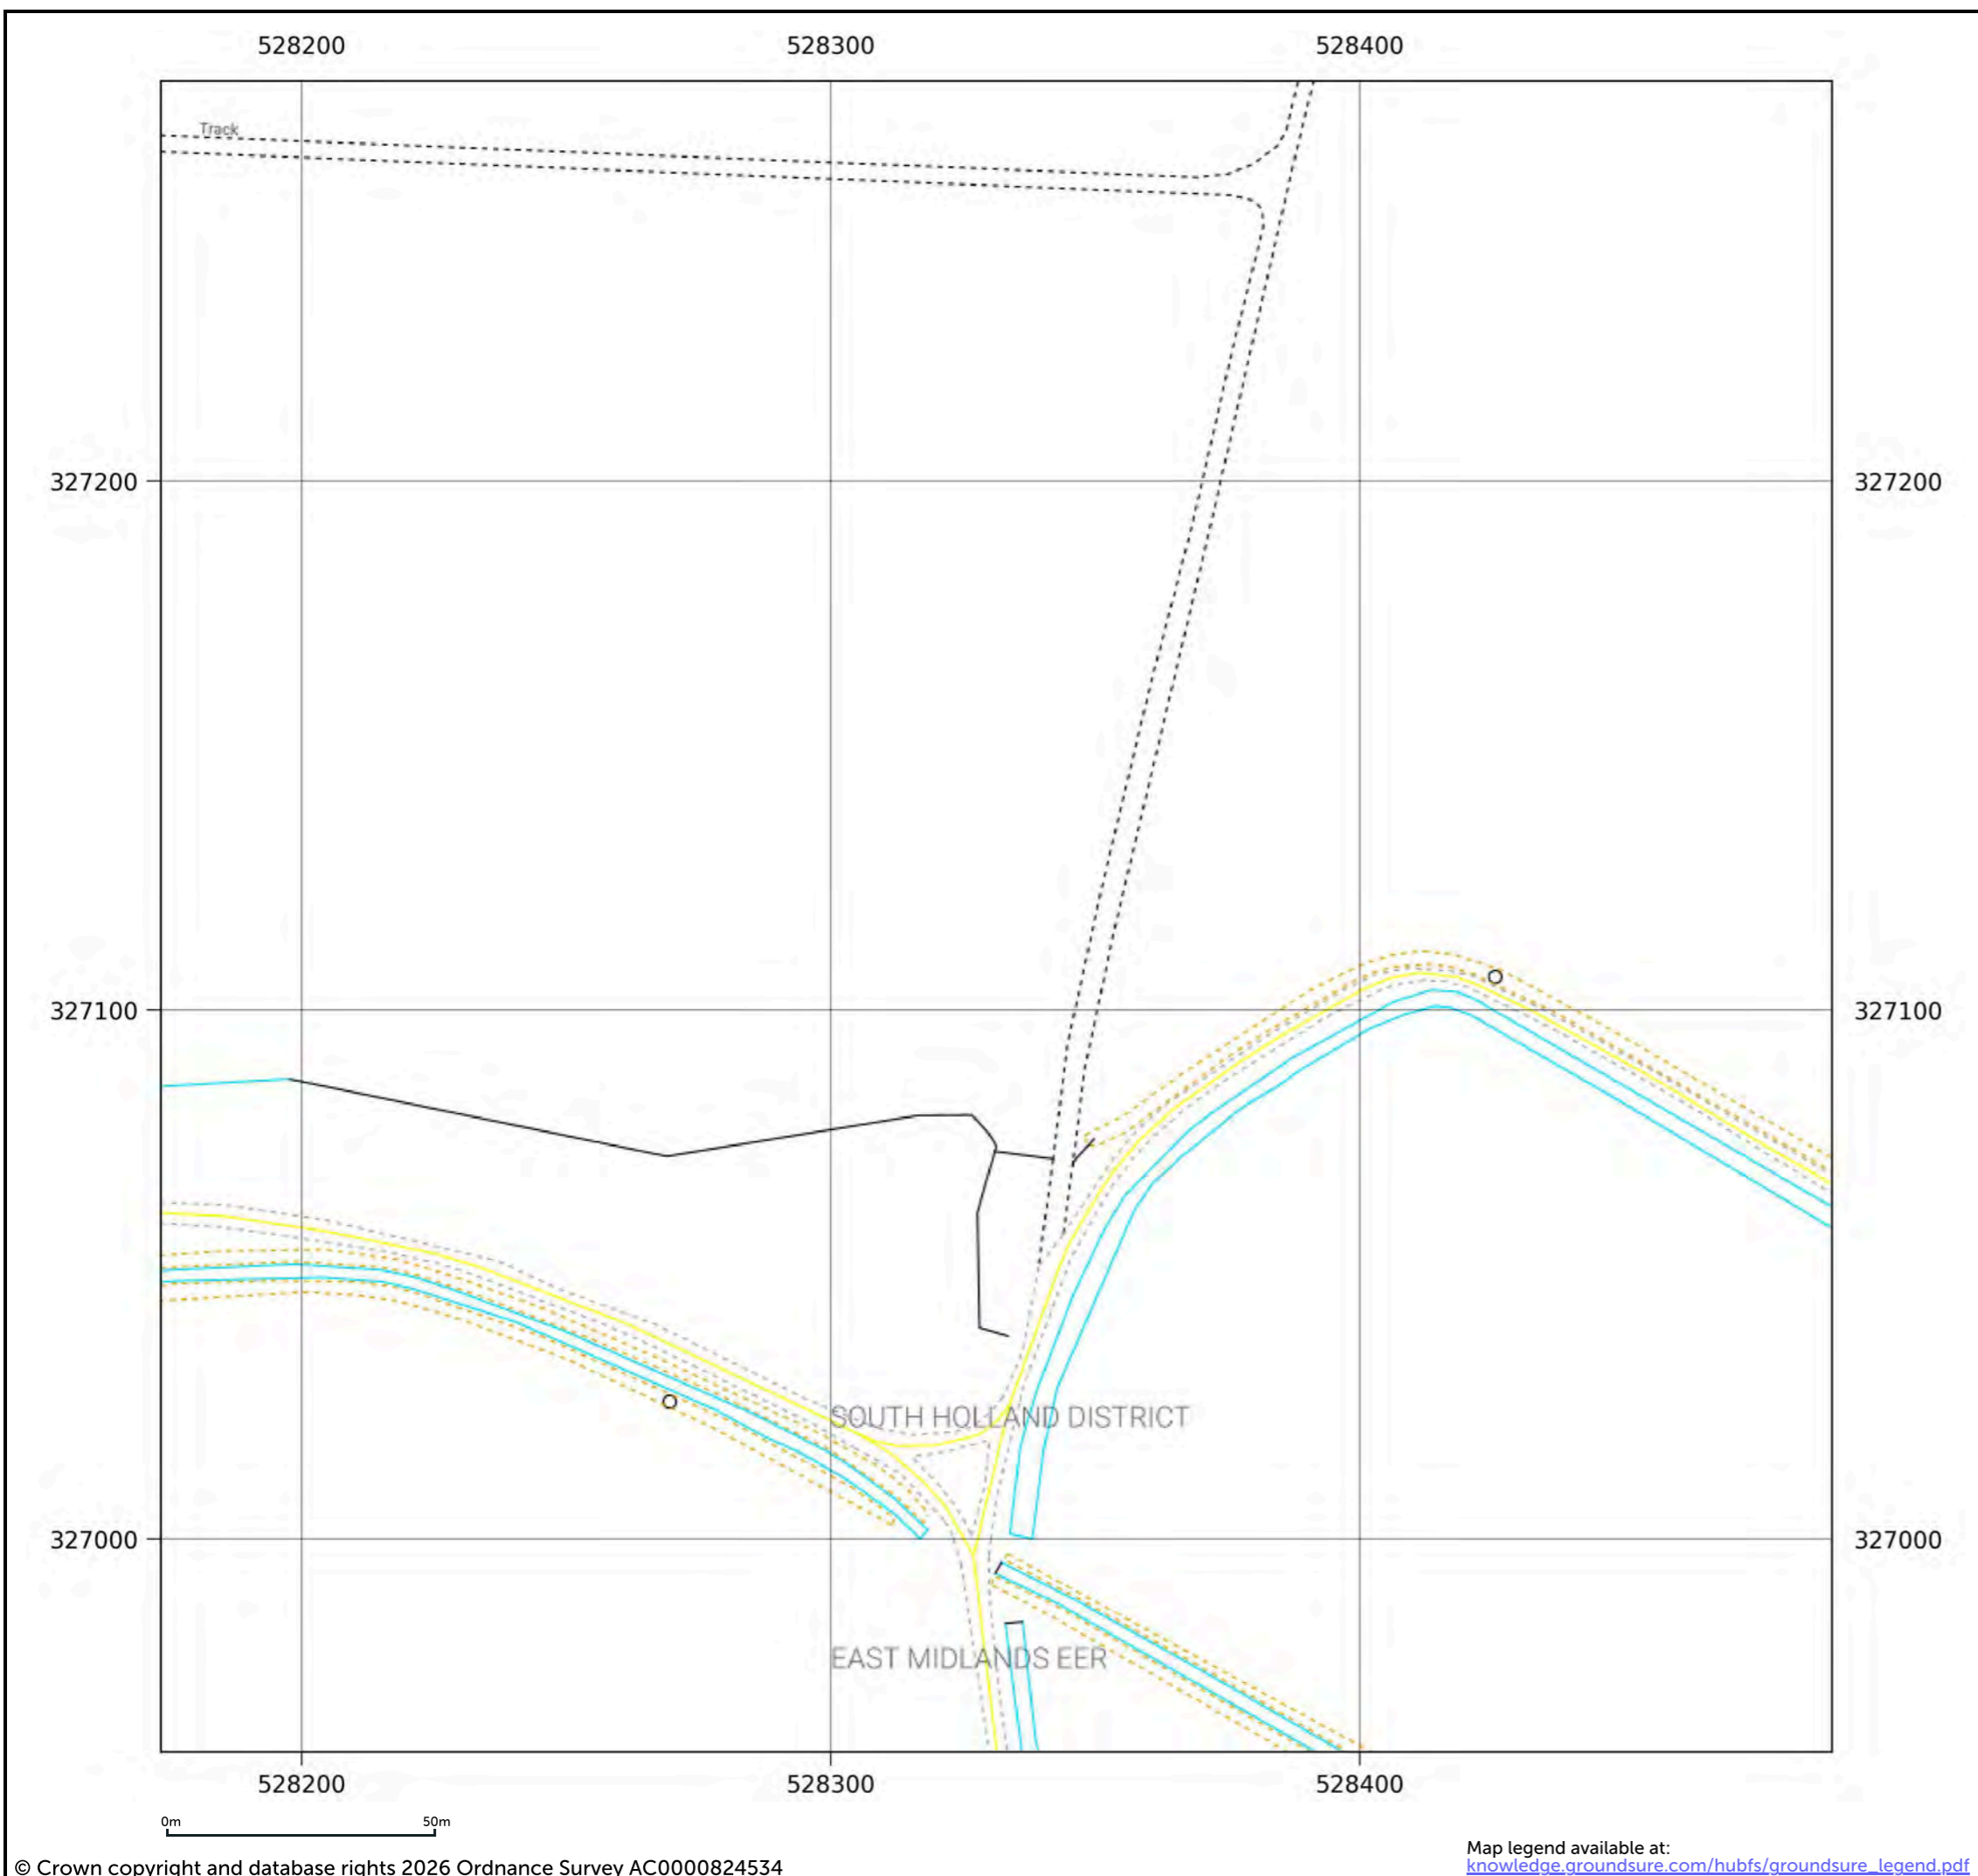 528200 528300 528400
Track
327200 327200
327100 327100
SOUTH HOLLAND DISTRICT
327000 327000
EAST MIDLANDS EER
528200 528300 528400
0m 50m
Map legend available at:
© Crown copyright and database rights 2026 Ordnance Survey AC0000824534
knowledge.groundsure.com/hubfs/groundsure_legend.pdf